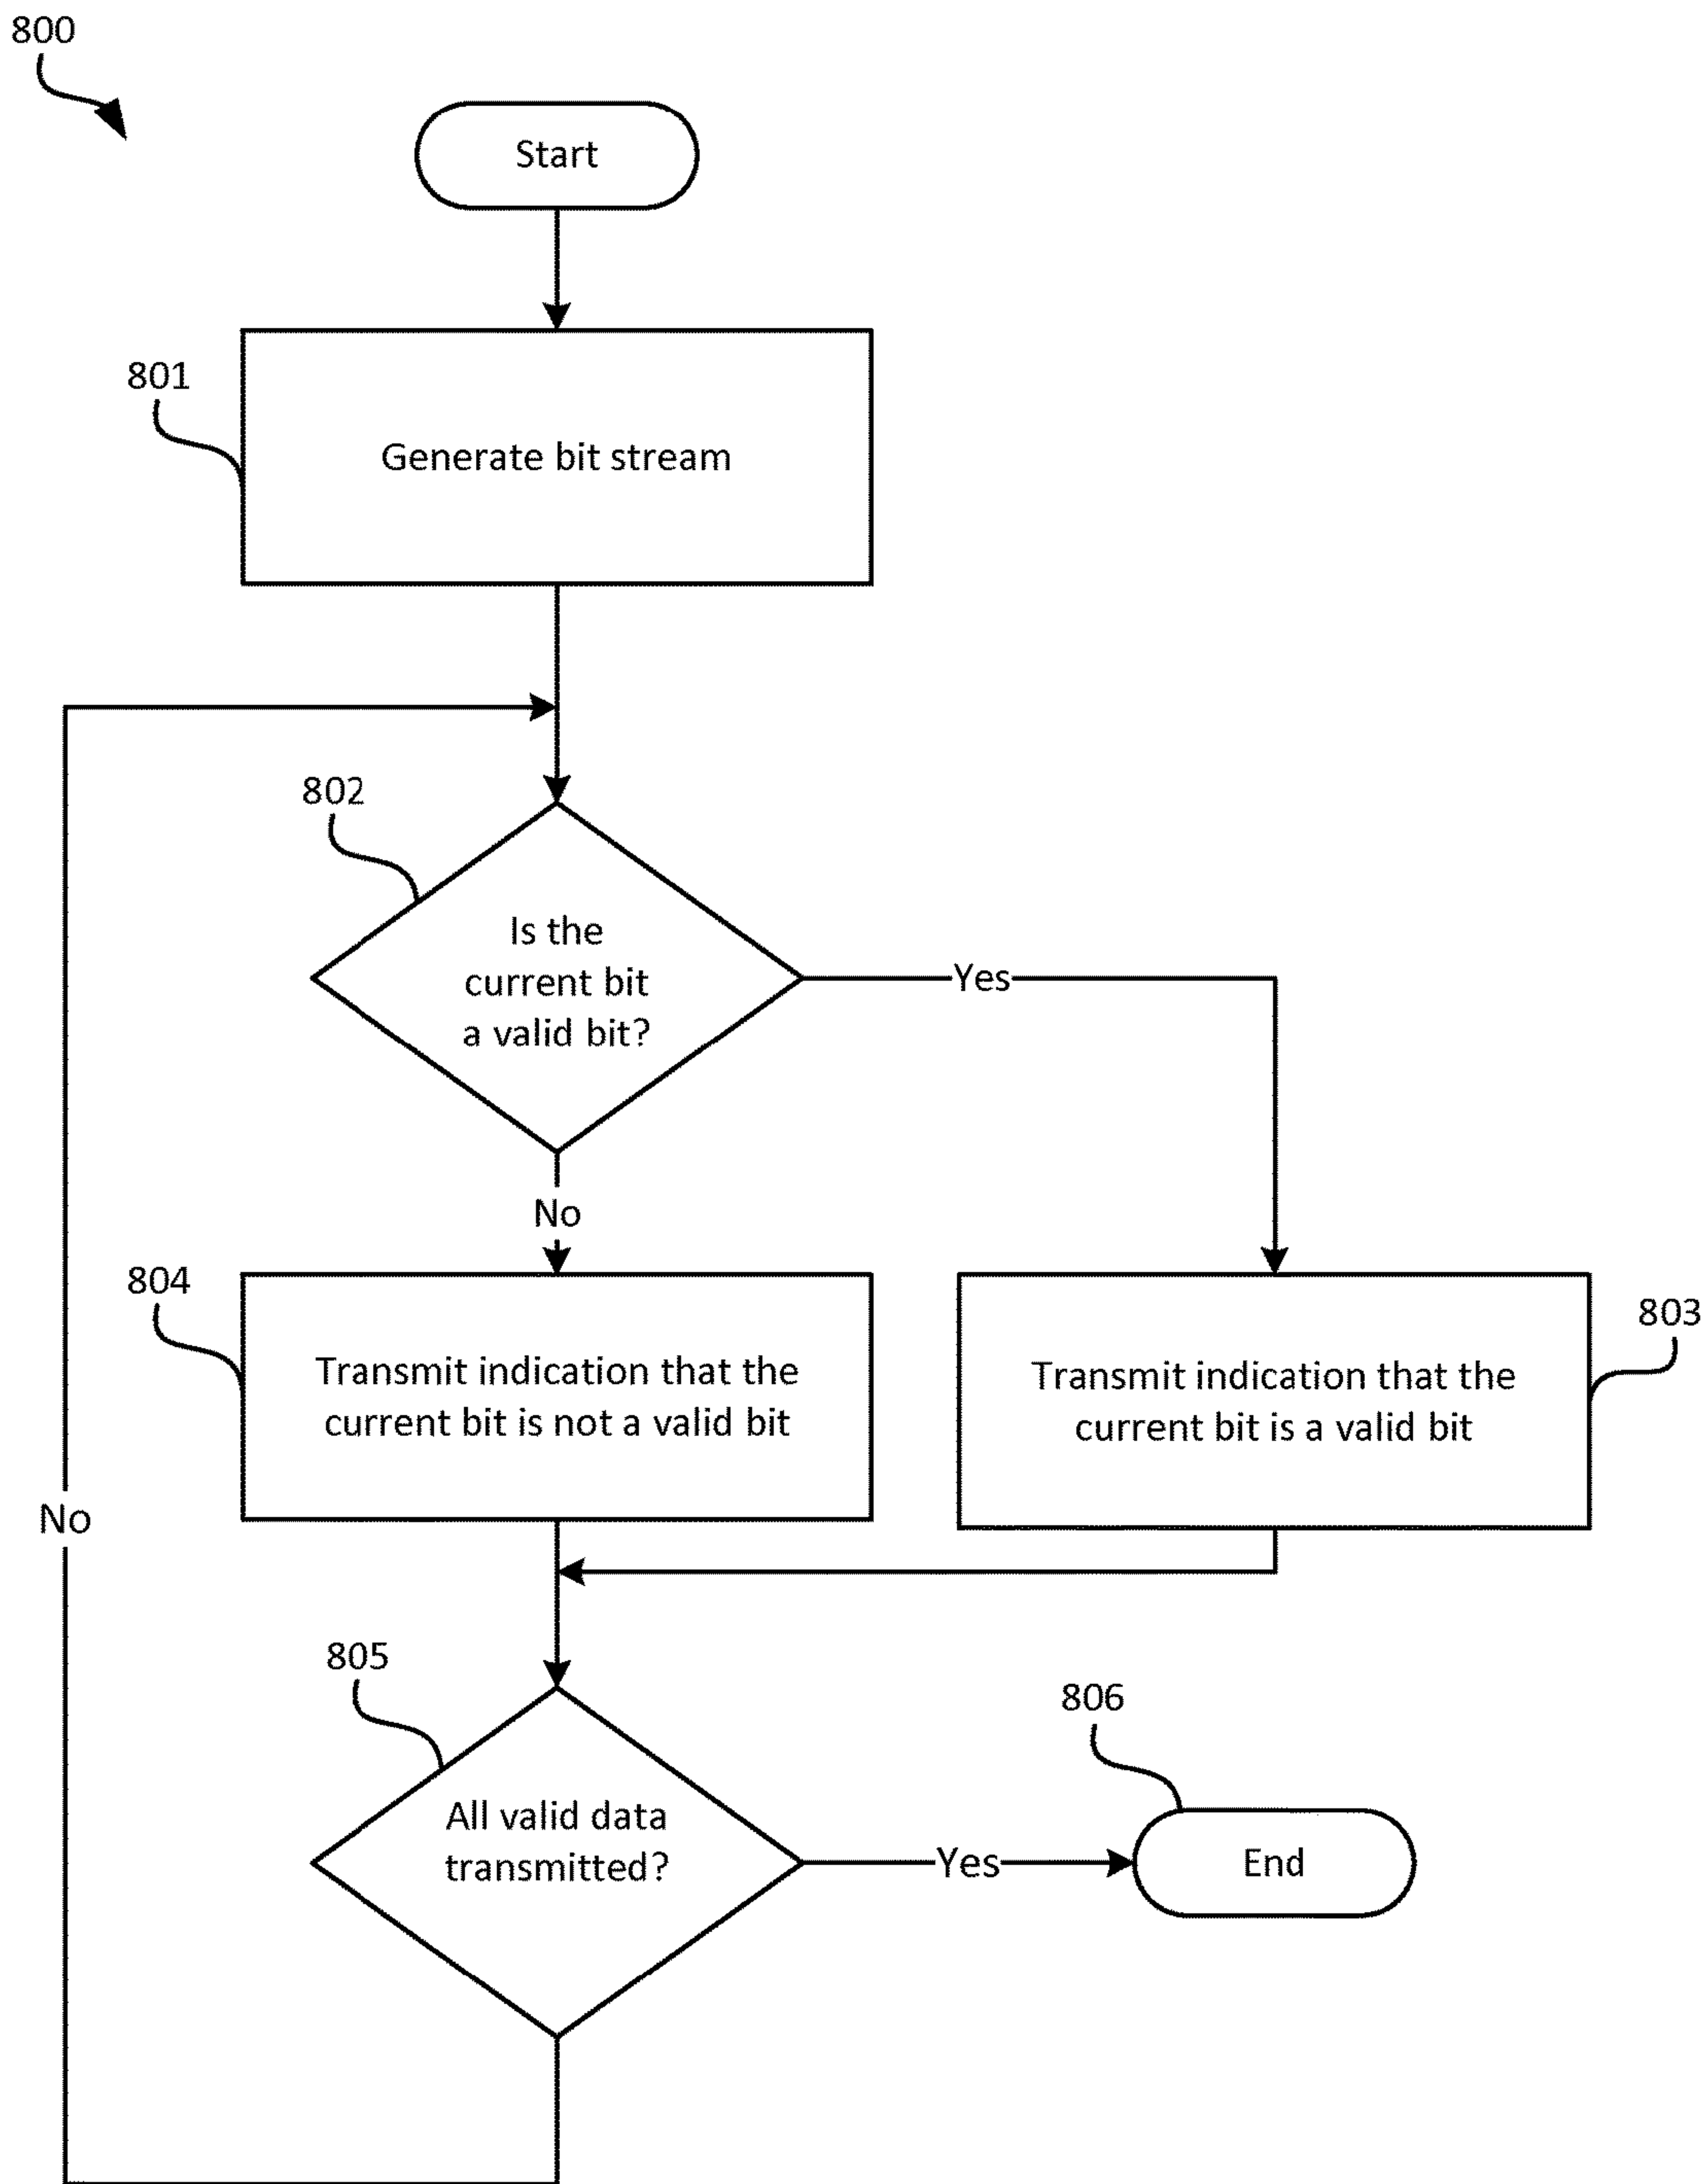 800
Start
801
Generate bit stream
802
Is the
current bit
a valid bit?
Yes
No
804
Transmit indication that the
current bit is not a valid bit
803
Transmit indication that the
current bit is a valid bit
No
805
All valid data
transmitted?
Yes
806
End